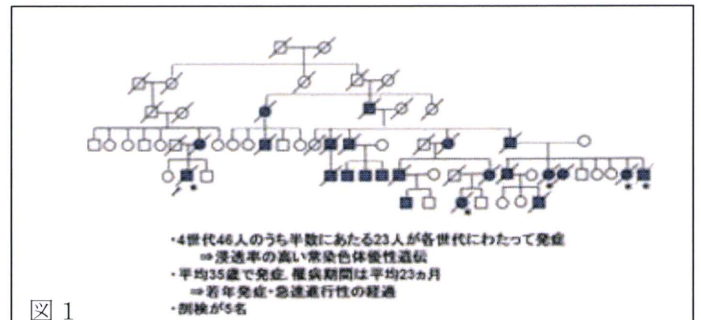 ・4世代46人のうち半数にあたる23人が各世代にわたって発症
⇒浸透率の高い常染色体優性遺伝
・平均35歳で発症、罹病期間は平均23ヵ月
⇒若年発症・急速進行性の経過
・剖検が5名
図 1